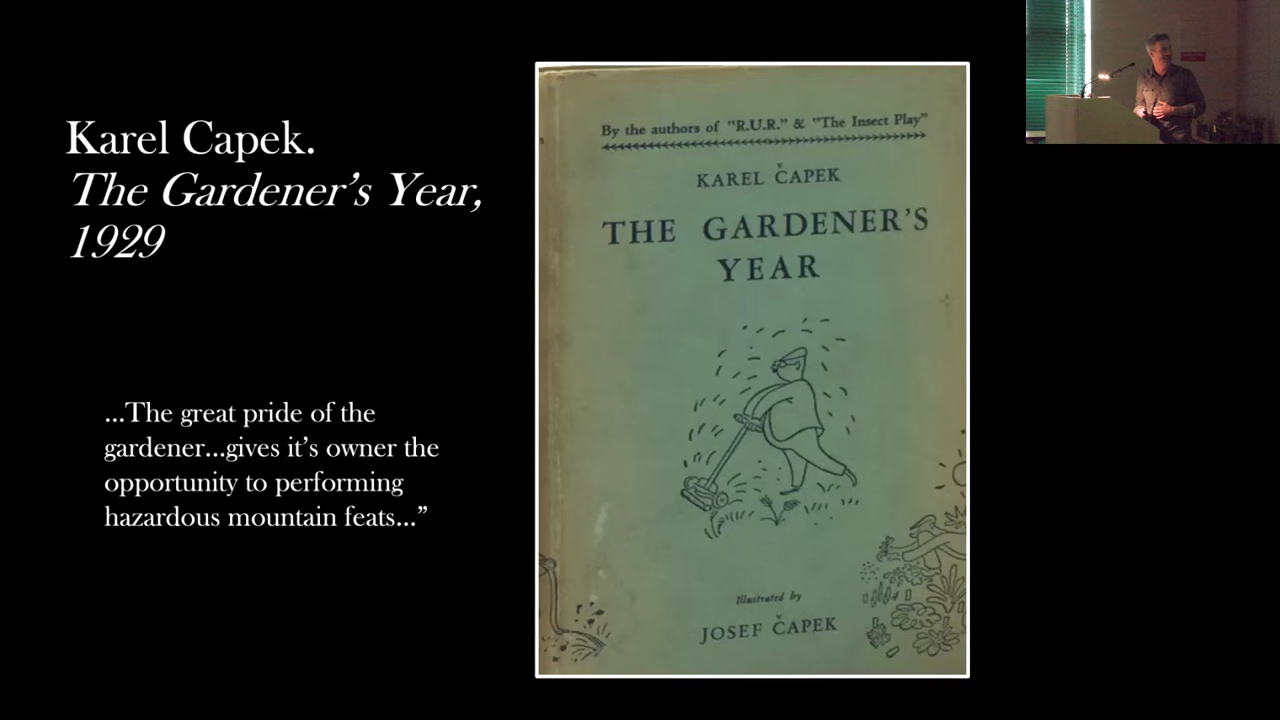 Karel Capek.
The Gardener's Year,
1929
...The great pride of the
gardener...gives it's owner the
opportunity to performing
hazardous mountain feats..."
By the authors of "R.U.R." & "The Insect Play"
KAREL ČAPEK
THE GARDENER'S
YEAR
Illustrated by
JOSEF ČAPEK